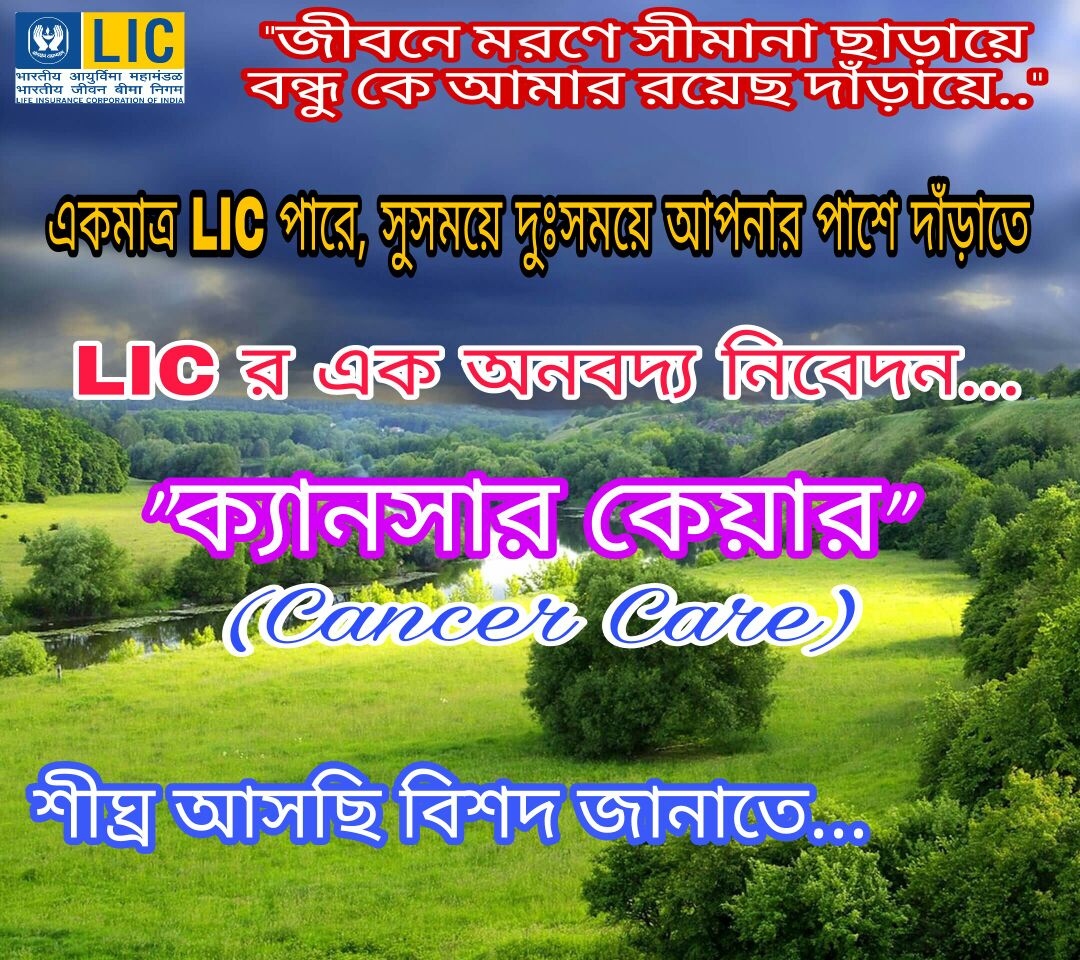 LIC
भारतीय आयुर्विमा महामंडळ
भारतीय जीवन बीमा निगम
LIFE INSURANCE CORPORATION OF INDIA
"জীবনে মরণে সীমানা ছাড়ায়ে
বন্ধু কে আমার রয়েছ দাঁড়ায়ে.."
একমাত্র LIC পারে, সুসময়ে দুঃসময়ে আপনার পাশে দাঁড়াতে
LIC র এক অনবদ্য নিবেদন...
"ক্যানসার কেয়ার"
(Cancer Care)
শীঘ্র আসছি বিশদ জানাতে...